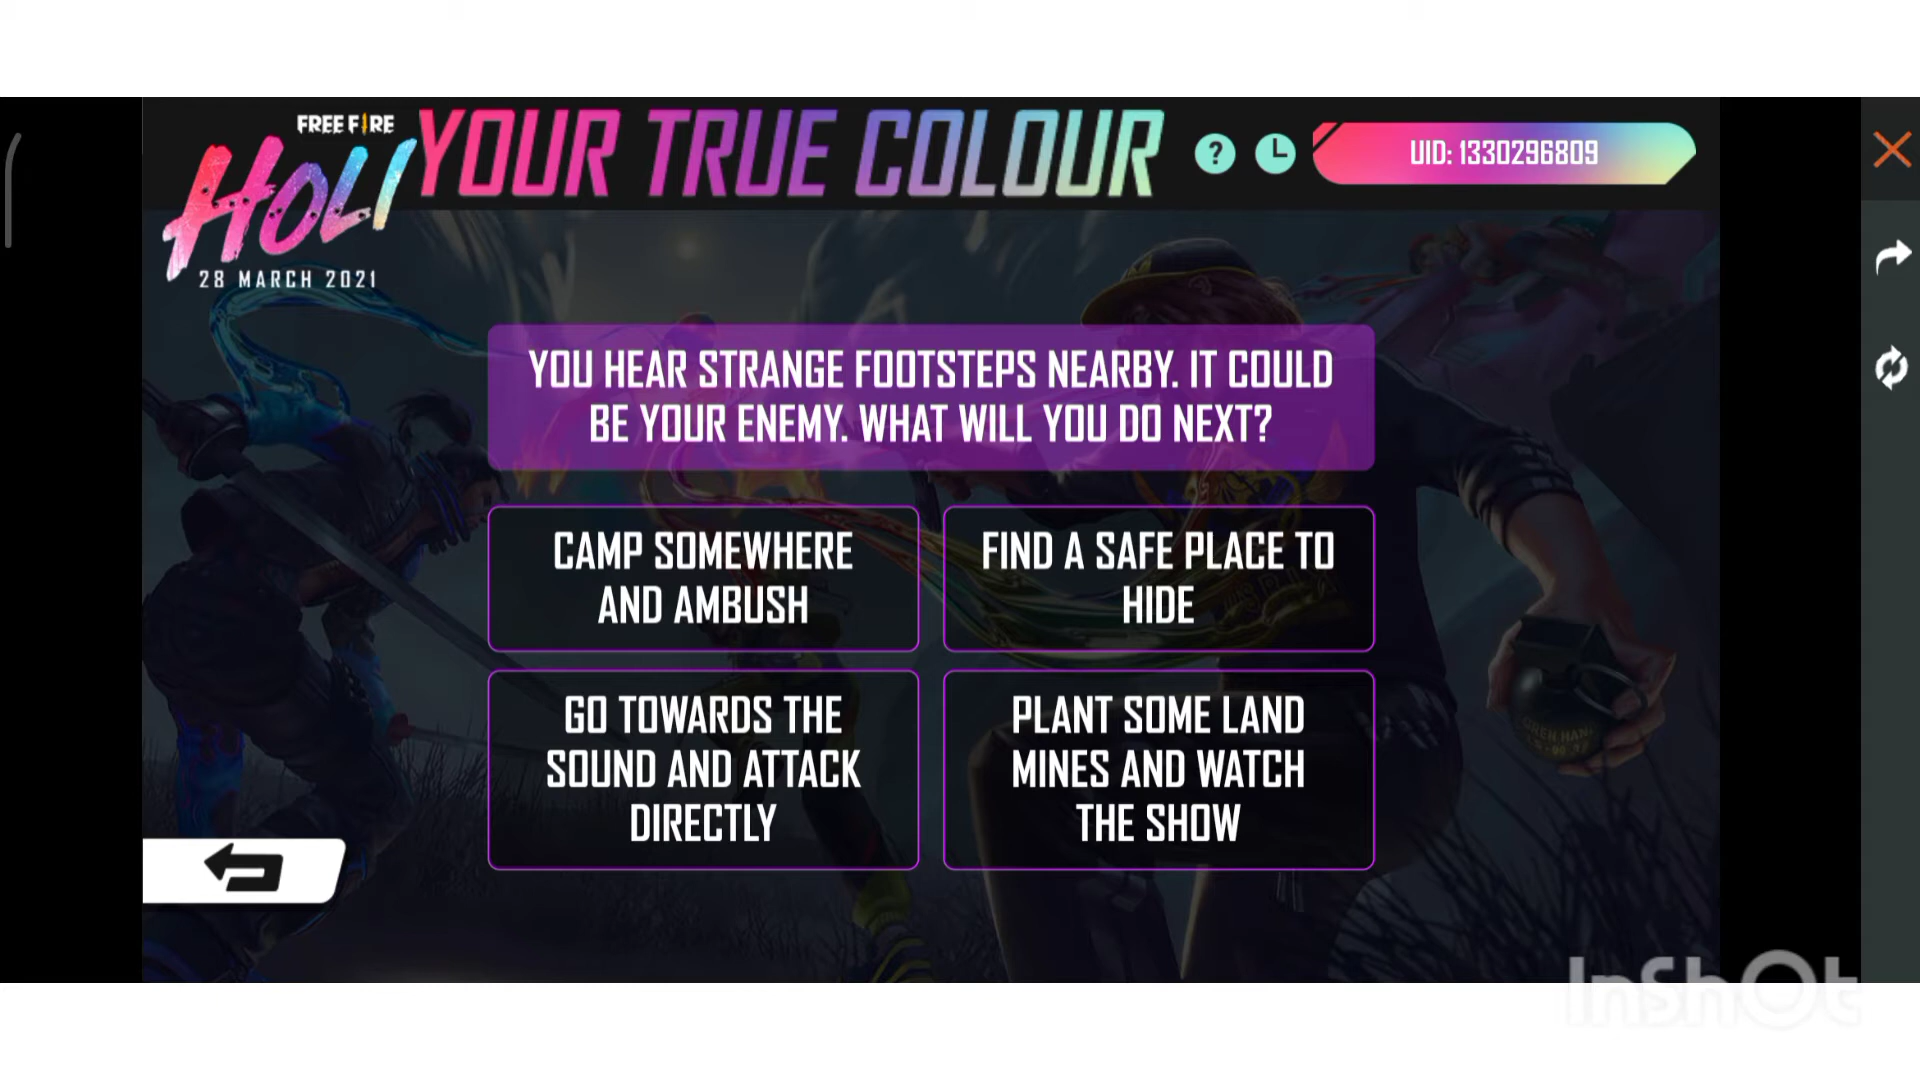 FREE FIRE
HOLI
28 MARCH 2021
YOUR TRUE COLOUR
?
UID: 1330296809
YOU HEAR STRANGE FOOTSTEPS NEARBY. IT COULD
BE YOUR ENEMY. WHAT WILL YOU DO NEXT?
CAMP SOMEWHERE
AND AMBUSH
FIND A SAFE PLACE TO
HIDE
GO TOWARDS THE
SOUND AND ATTACK
DIRECTLY
PLANT SOME LAND
MINES AND WATCH
THE SHOW
InShOt